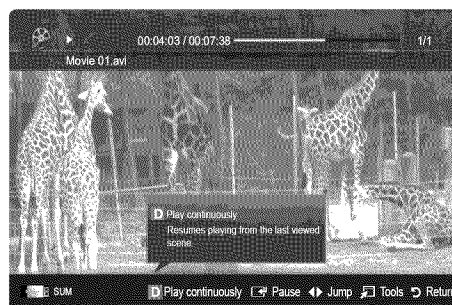 00:04:03 / 00:07:38
1/1
Movie 01.avi
D Play continuously
Resumes playing from the last viewed
scene.
SUM
D Play continuously
Pause
Jump
Tools
Return